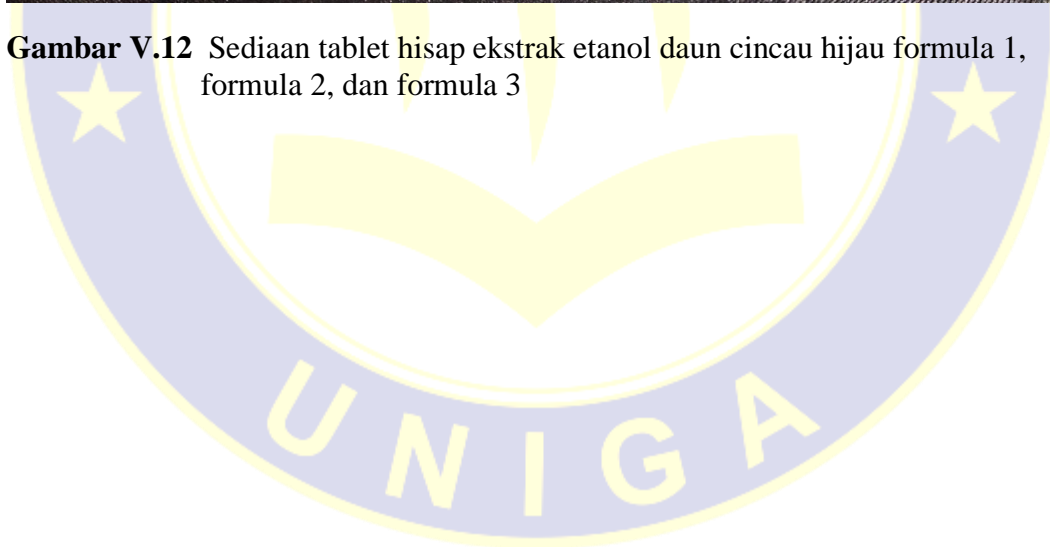 Gambar V.12 Sediaan tablet hisap ekstrak etanol daun cincau hijau formula 1,
formula 2, dan formula 3
UNIGA